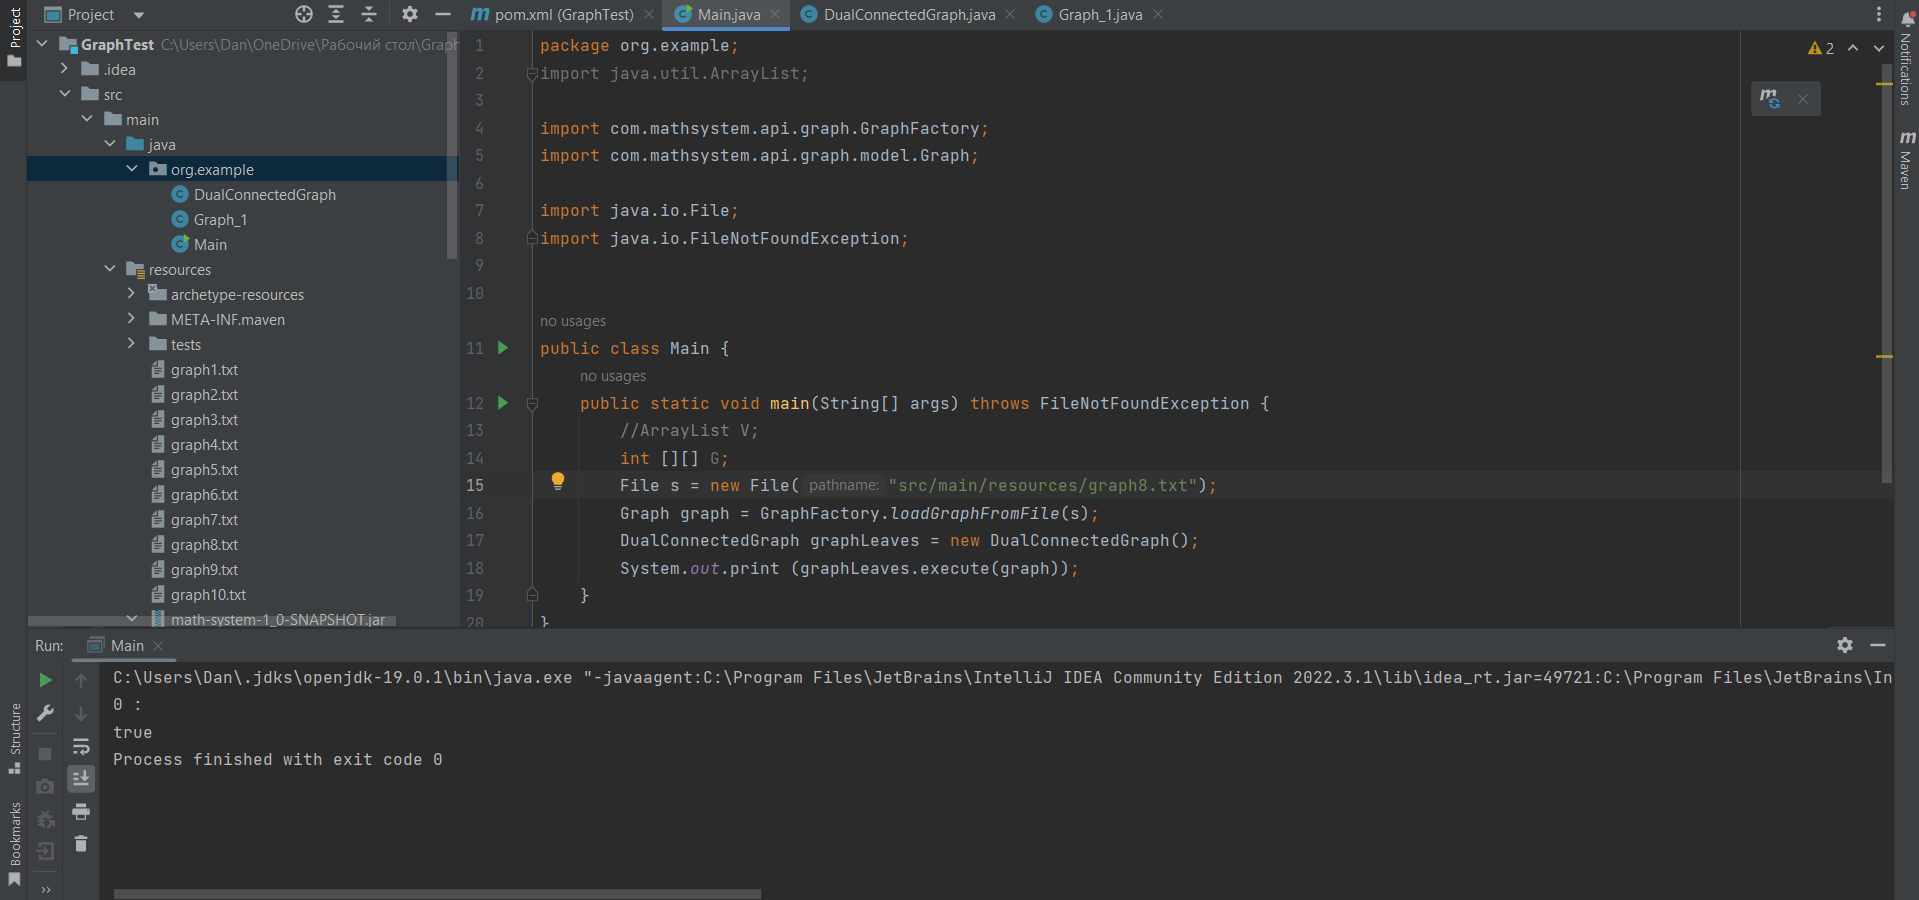 Project
pom.xml (GraphTest)
Main.java
DualConnectedGraph.java
Graph_1.java
Project
GraphTest C:\Users\Dan\OneDrive\Рабочий стол\Graph
.idea
src
main
java
org.example
DualConnectedGraph
Graph_1
Main
resources
archetype-resources
META-INF.maven
tests
graph1.txt
graph2.txt
graph3.txt
graph4.txt
graph5.txt
graph6.txt
graph7.txt
graph8.txt
graph9.txt
graph10.txt
math-system-1_0-SNAPSHOT.jar
2
1 package org.example;
2 import java.util.ArrayList;
3
4 import com.mathsystem.api.graph.GraphFactory;
5 import com.mathsystem.api.graph.model.Graph;
6
7 import java.io.File;
8 import java.io.FileNotFoundException;
9
10
no usages
11 public class Main {
no usages
12 public static void main(String[] args) throws FileNotFoundException {
13 //ArrayList V;
14 int [][] G;
15 File s = new File( pathname: "src/main/resources/graph8.txt");
16 Graph graph = GraphFactory.loadGraphFromFile(s);
17 DualConnectedGraph graphLeaves = new DualConnectedGraph();
18 System.out.print (graphLeaves.execute(graph));
19 }
20 }
Notifications
Maven
Run: Main
C:\Users\Dan\.jdks\openjdk-19.0.1\bin\java.exe "-javaagent:C:\Program Files\JetBrains\IntelliJ IDEA Community Edition 2022.3.1\lib\idea_rt.jar=49721:C:\Program Files\JetBrains\In
0 :
true
Process finished with exit code 0
Structure
Bookmarks